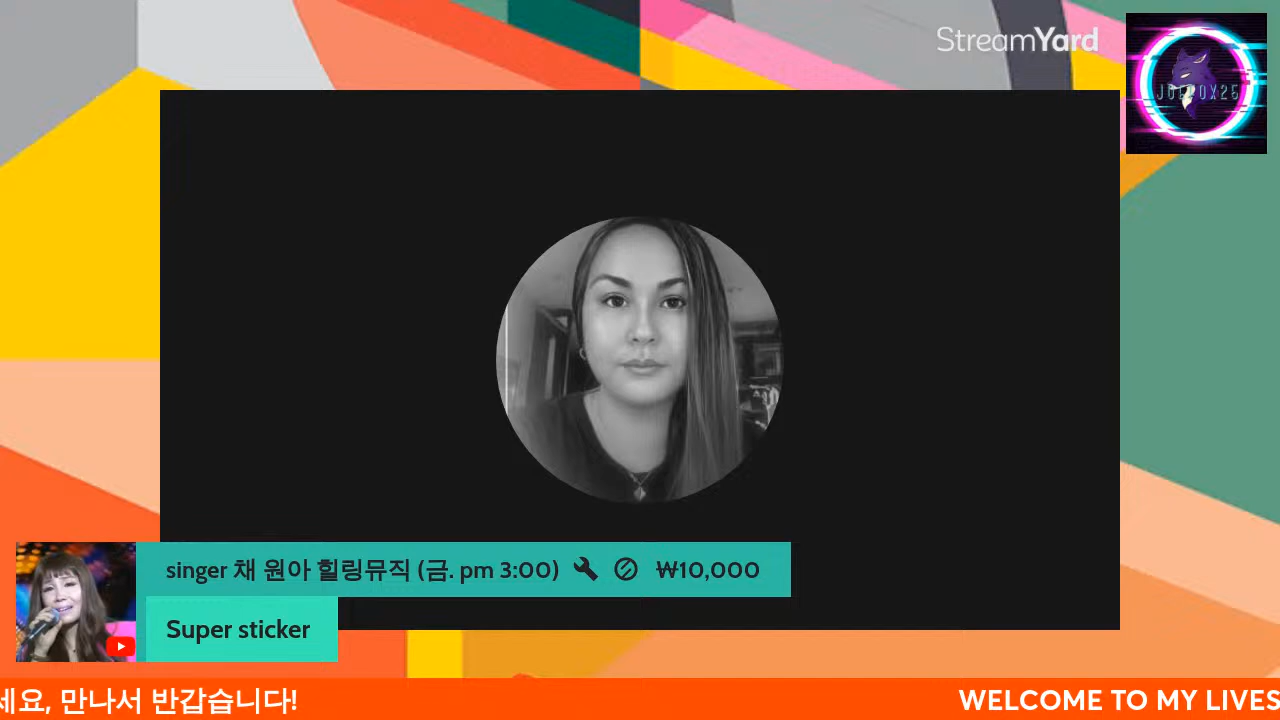 StreamYard
JOEFOX25
singer 채 원아 힐링뮤직 (금. pm 3:00) ₩10,000
Super sticker
세요, 만나서 반갑습니다!
WELCOME TO MY LIVES